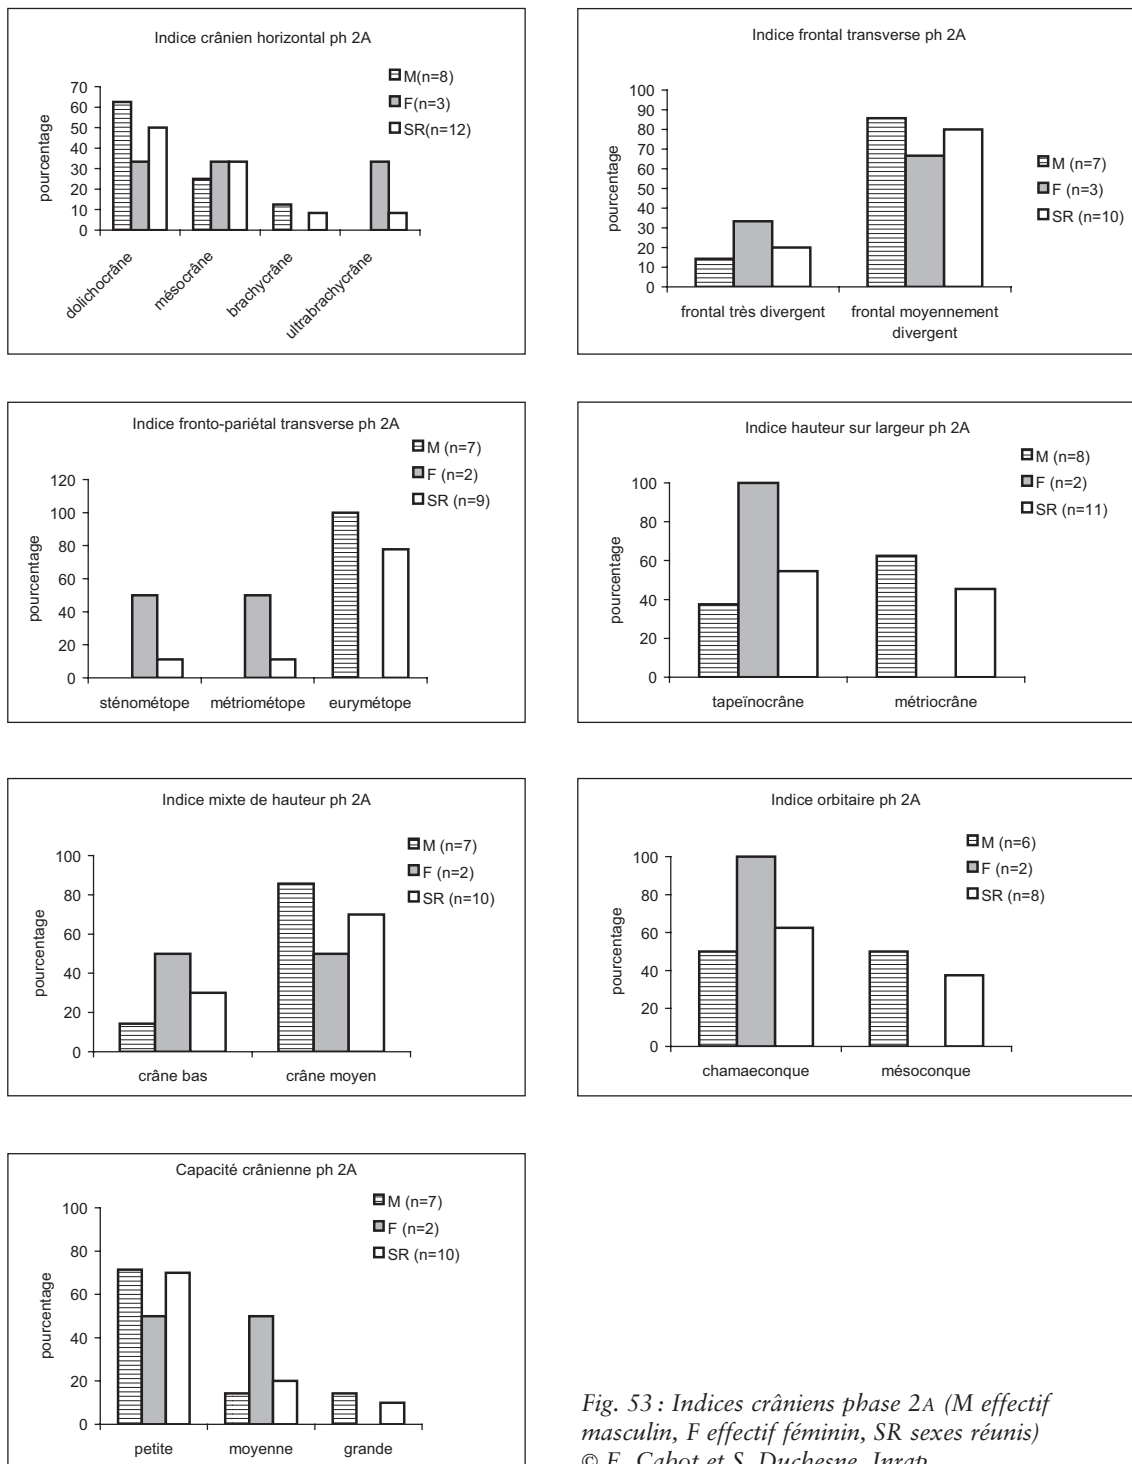 Indice crânien horizontal ph 2A
M(n=8)
F(n=3)
SR(n=12)
pourcentage
70
60
50
40
30
20
10
0
dolichocrâne
mésocrâne
brachycrâne
ultrabrachycrâne
Indice frontal transverse ph 2A
M (n=7)
F (n=3)
SR (n=10)
pourcentage
100
90
80
70
60
50
40
30
20
10
0
frontal très divergent
frontal moyennement
divergent
Indice fronto-pariétal transverse ph 2A
M (n=7)
F (n=2)
SR (n=9)
pourcentage
120
100
80
60
40
20
0
sténométope
métriométope
eurymétope
Indice hauteur sur largeur ph 2A
M (n=8)
F (n=2)
SR (n=11)
pourcentage
100
80
60
40
20
0
tapeïnocrâne
métriocrâne
Indice mixte de hauteur ph 2A
M (n=7)
F (n=2)
SR (n=10)
pourcentage
100
80
60
40
20
0
crâne bas
crâne moyen
Indice orbitaire ph 2A
M (n=6)
F (n=2)
SR (n=8)
pourcentage
100
80
60
40
20
0
chamaeconque
mésoconque
Capacité crânienne ph 2A
M (n=7)
F (n=2)
SR (n=10)
pourcentage
100
80
60
40
20
0
petite
moyenne
grande
Fig. 53 : Indices crâniens phase 2A (M effectif
masculin, F effectif féminin, SR sexes réunis)
© E. Cabot et S. Duchesne, Inrap